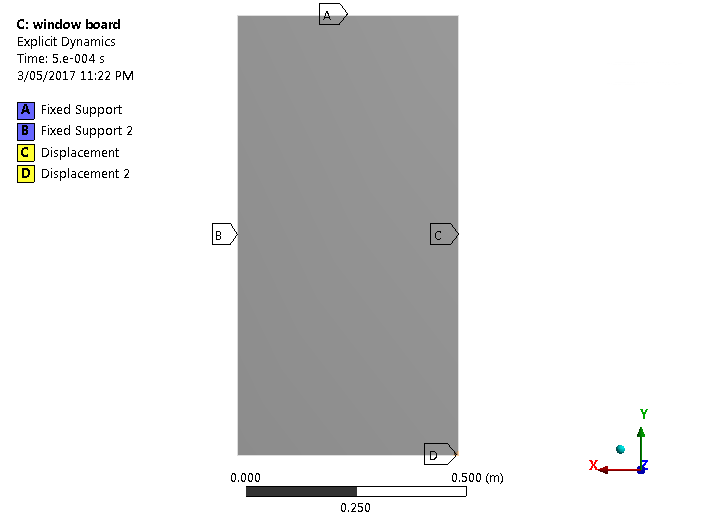 C: window board
Explicit Dynamics
Time: 5.e-004 s
3/05/2017 11:22 PM
A Fixed Support
B Fixed Support 2
C Displacement
D Displacement 2
A
B
C
D
0.000 0.500 (m)
0.250
Y
X Z